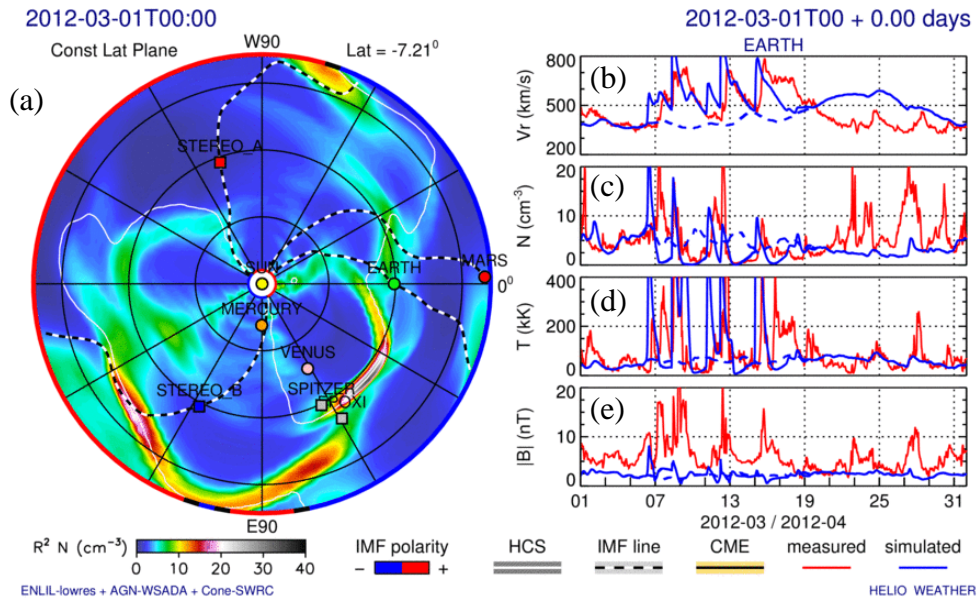 2012-03-01T00:00
2012-03-01T00 + 0.00 days
Const Lat Plane
W90
Lat = -7.21⁰
EARTH
(a)
STEREO_A
SUN
EARTH
MARS
0⁰
MERCURY
VENUS
STEREO_B
SPITZER
EPOXI
E90
(b)
Vr (km/s)
800
500
200
(c)
N (cm⁻³)
20
10
0
(d)
T (kK)
400
200
0
(e)
|B| (nT)
20
10
0
01 07 13 19 25 31
2012-03 / 2012-04
R² N (cm⁻³)
0 10 20 30 40
IMF polarity
- +
HCS
IMF line
CME
measured
simulated
ENLIL-lowres + AGN-WSADA + Cone-SWRC
HELIO WEATHER